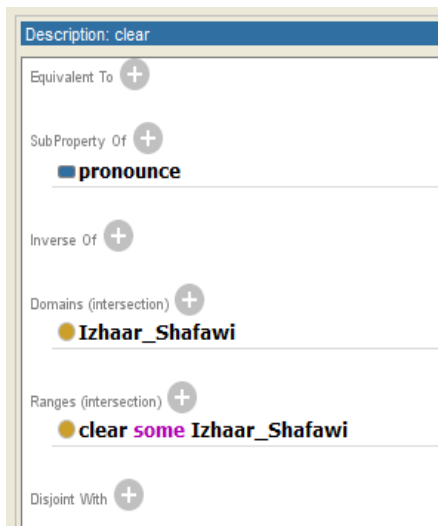 Description: clear
Equivalent To
SubProperty Of
pronounce
Inverse Of
Domains (intersection)
Izhaar_Shafawi
Ranges (intersection)
clear some Izhaar_Shafawi
Disjoint With